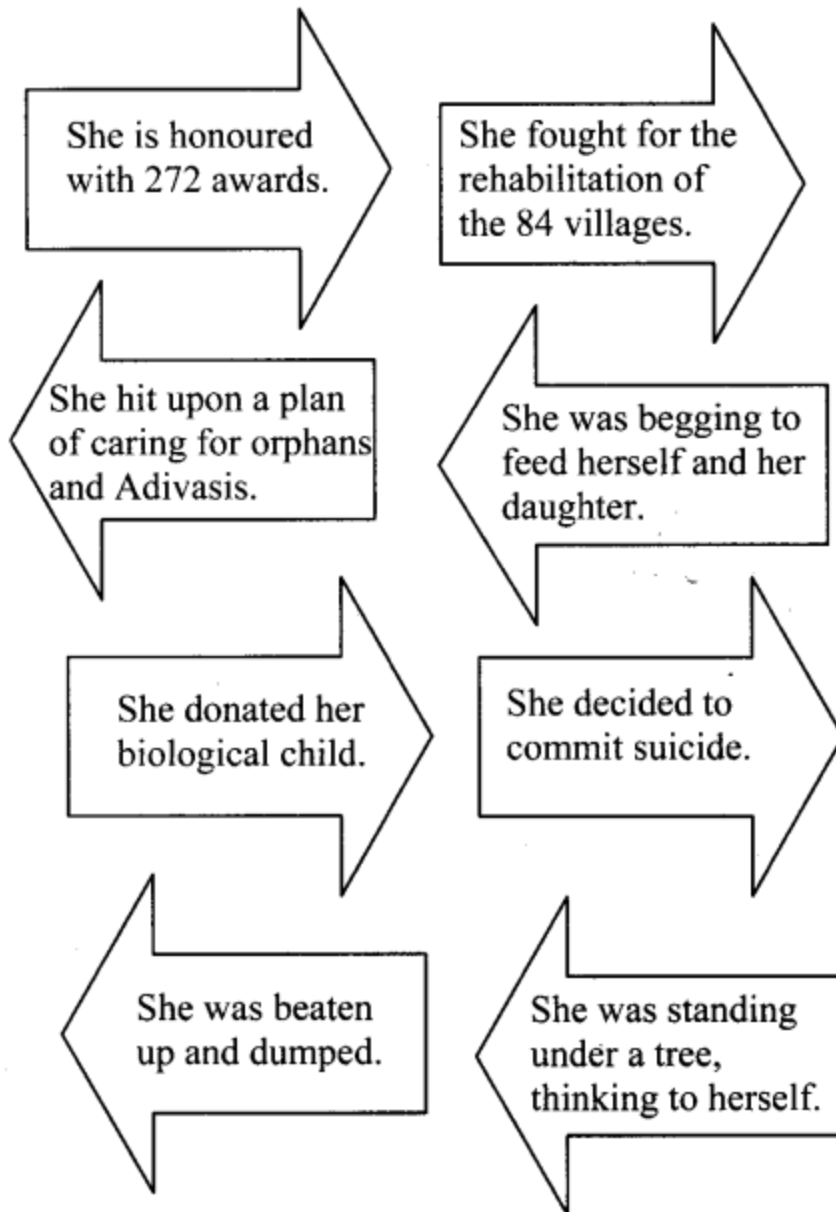 She is honoured
with 272 awards.
She fought for the
rehabilitation of
the 84 villages.
She hit upon a plan
of caring for orphans
and Adivasis.
She was begging to
feed herself and her
daughter.
She donated her
biological child.
She decided to
commit suicide.
She was beaten
up and dumped.
She was standing
under a tree,
thinking to herself.